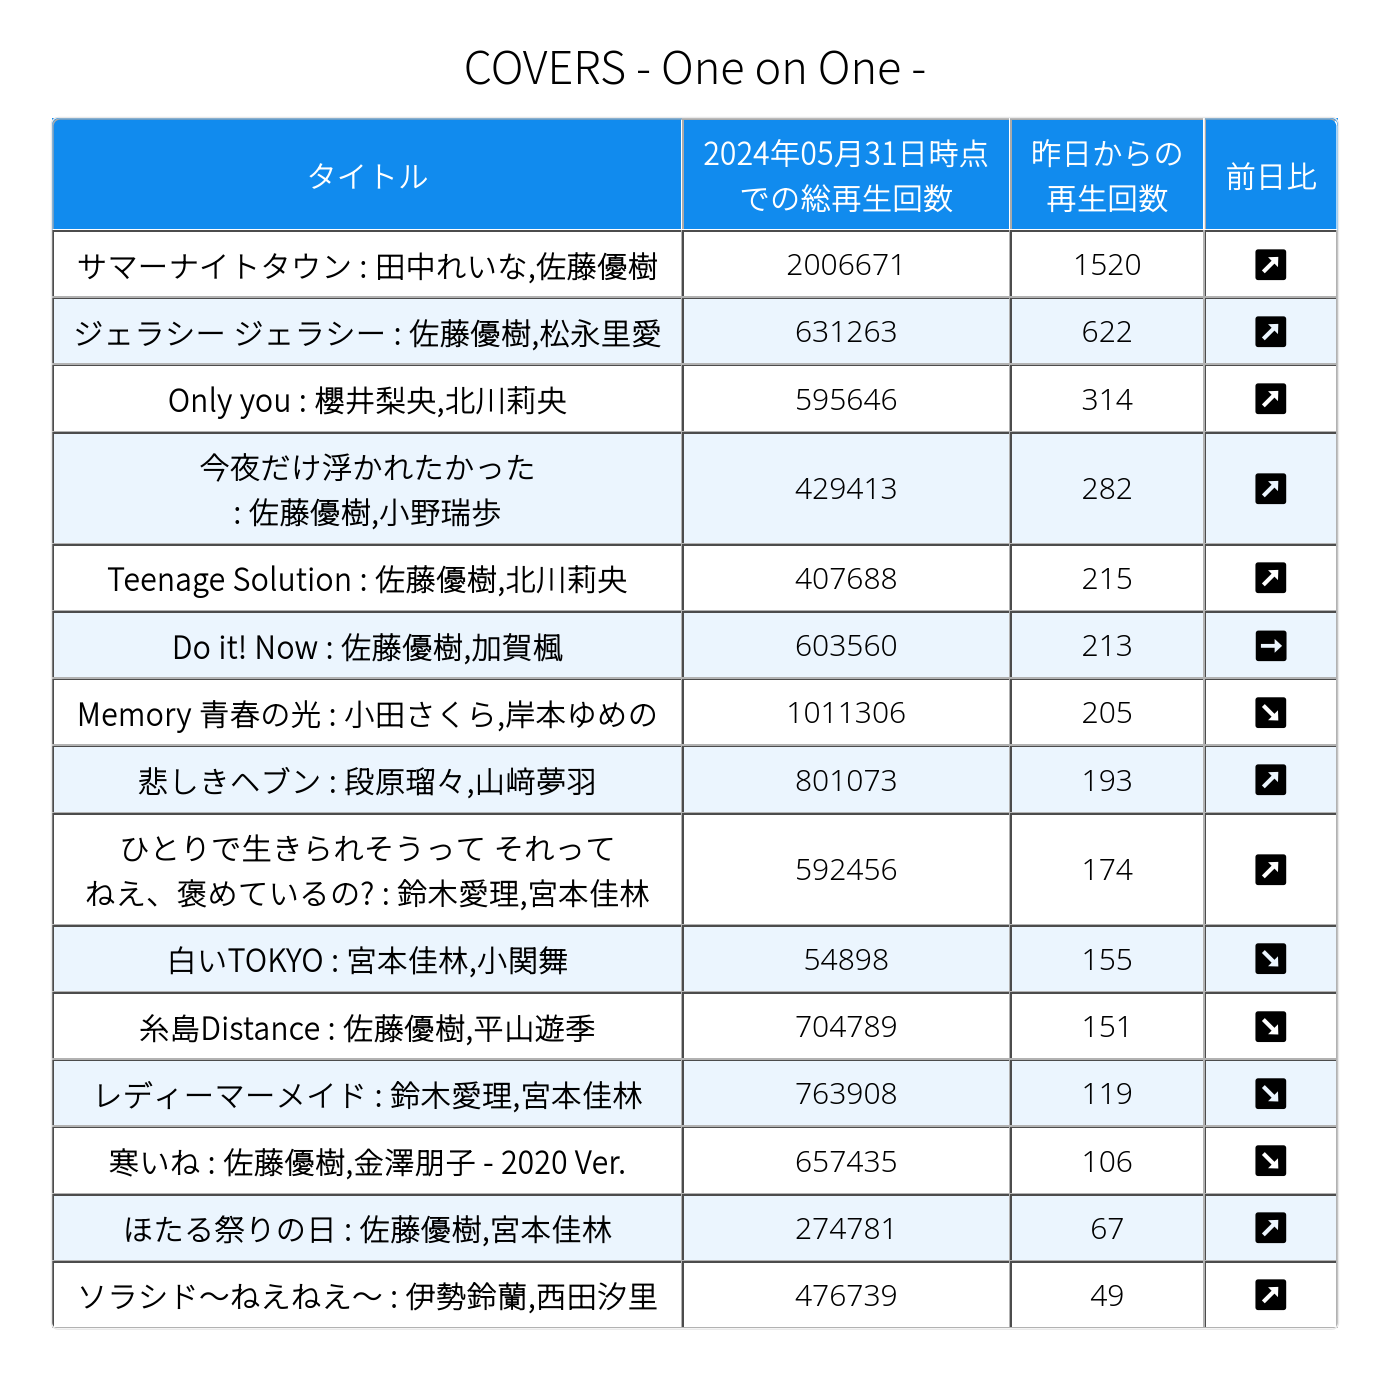 COVERS - One on One -
タイトル
2024年05月31日時点
での総再生回数
昨日からの
再生回数
前日比
サマーナイトタウン : 田中れいな,佐藤優樹 2006671 1520
ジェラシー ジェラシー : 佐藤優樹,松永里愛 631263 622
Only you : 櫻井梨央,北川莉央 595646 314
今夜だけ浮かれたかった
: 佐藤優樹,小野瑞歩 429413 282
Teenage Solution : 佐藤優樹,北川莉央 407688 215
Do it! Now : 佐藤優樹,加賀楓 603560 213
Memory 青春の光 : 小田さくら,岸本ゆめの 1011306 205
悲しきヘブン : 段原瑠々,山﨑夢羽 801073 193
ひとりで生きられそうって それって
ねえ、褒めているの? : 鈴木愛理,宮本佳林 592456 174
白いTOKYO : 宮本佳林,小関舞 54898 155
糸島Distance : 佐藤優樹,平山遊季 704789 151
レディーマーメイド : 鈴木愛理,宮本佳林 763908 119
寒いね : 佐藤優樹,金澤朋子 - 2020 Ver. 657435 106
ほたる祭りの日 : 佐藤優樹,宮本佳林 274781 67
ソラシド～ねえねえ～ : 伊勢鈴蘭,西田汐里 476739 49